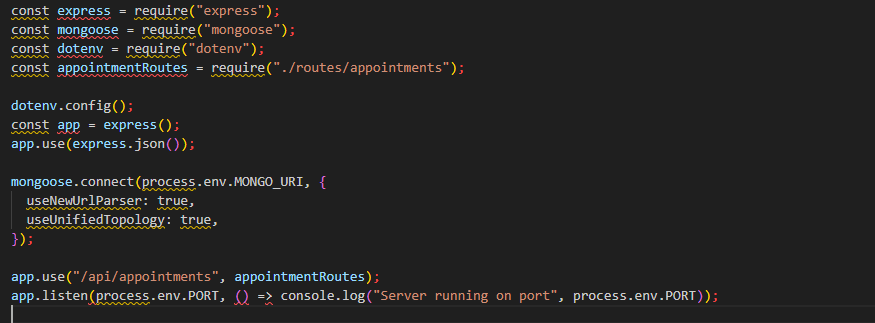 const express = require("express");
const mongoose = require("mongoose");
const dotenv = require("dotenv");
const appointmentRoutes = require("./routes/appointments");
dotenv.config();
const app = express();
app.use(express.json());
mongoose.connect(process.env.MONGO_URI, {
useNewUrlParser: true,
useUnifiedTopology: true,
});
app.use("/api/appointments", appointmentRoutes);
app.listen(process.env.PORT, () => console.log("Server running on port", process.env.PORT));